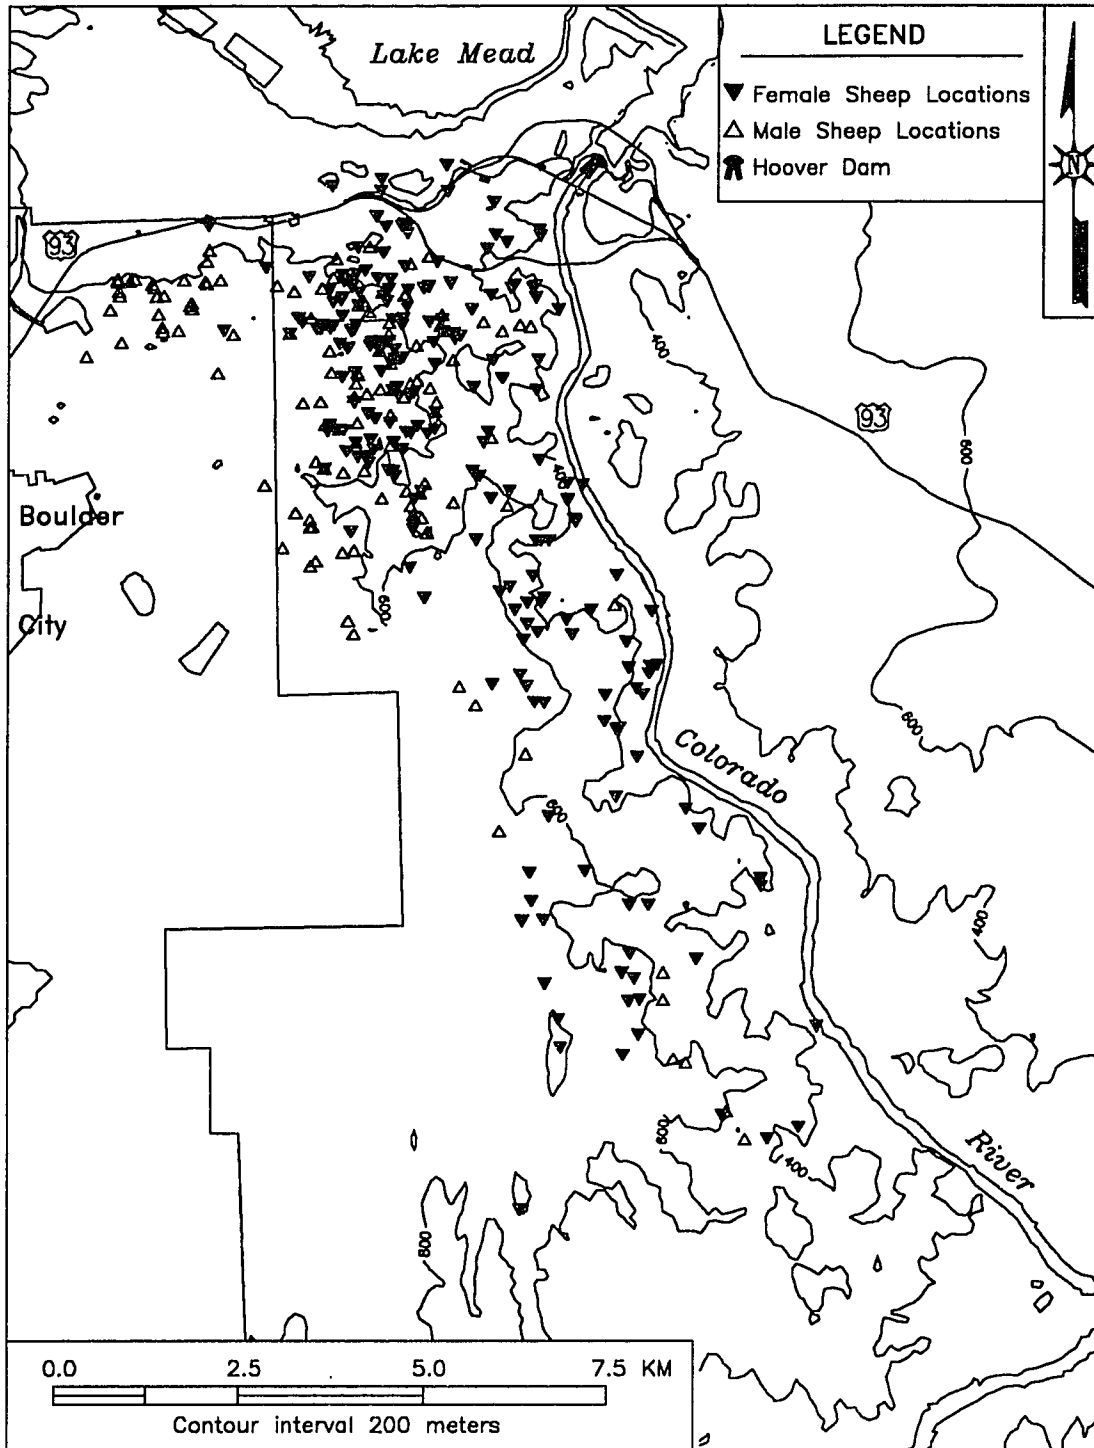 Lake Mead
LEGEND
Female Sheep Locations
Male Sheep Locations
Hoover Dam
N
93
93
400
600
400
Boulder
City
600
600
Colorado
600
400
600
400
River
800
0.0 2.5 5.0 7.5 KM
Contour interval 200 meters